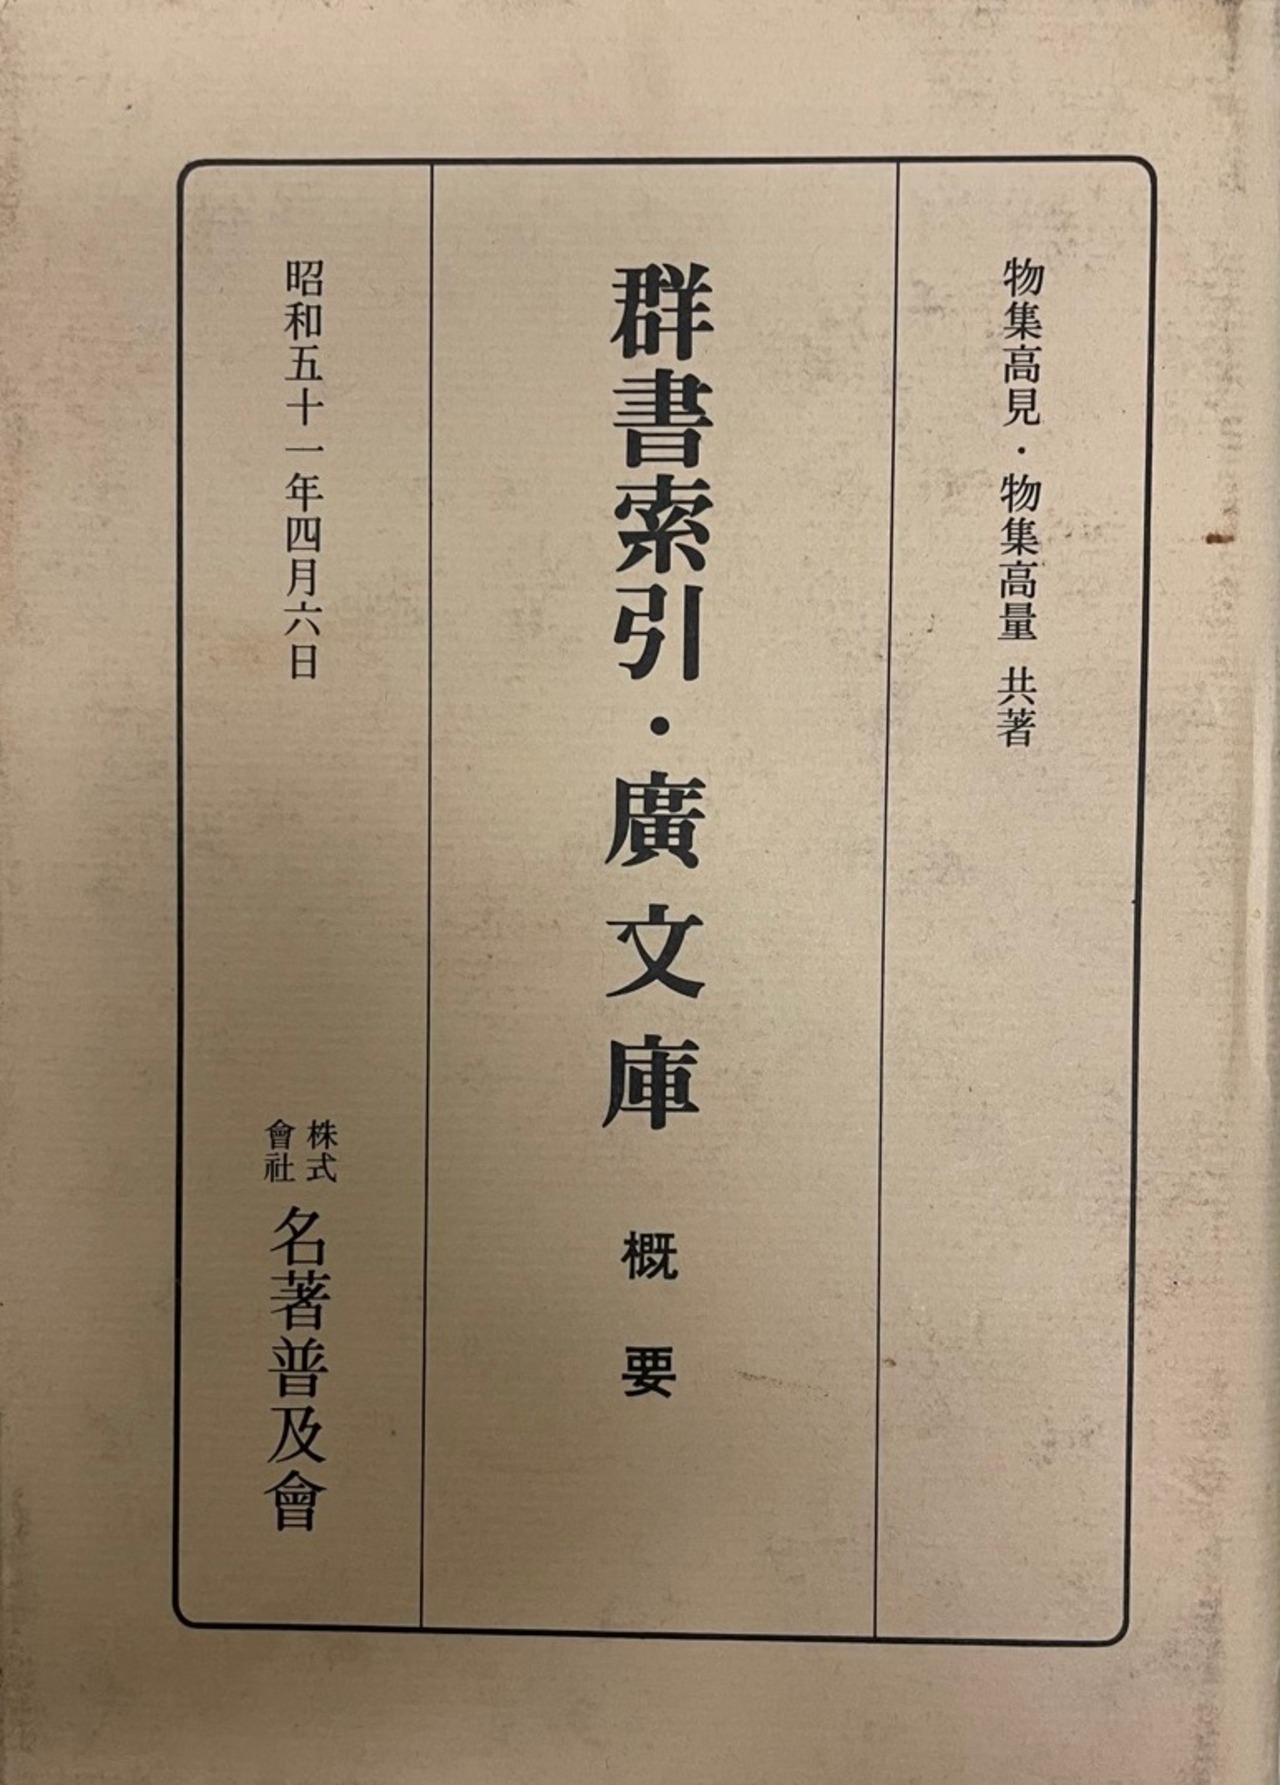 物集高見・物集高量 共著
群書索引・廣文庫 概要
昭和五十一年四月六日
株式會社 名著普及會